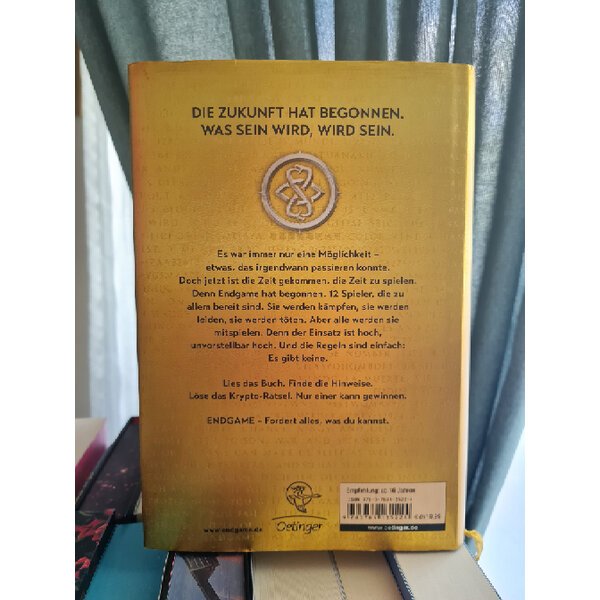 DIE ZUKUNFT HAT BEGONNEN.
WAS SEIN WIRD, WIRD SEIN.
Es war immer nur eine Möglichkeit –
etwas, das irgendwann passieren konnte.
Doch jetzt ist die Zeit gekommen, die Zeit zu spielen.
Denn Endgame hat begonnen. 12 Spieler, die zu
allem bereit sind. Sie werden kämpfen, sie werden
leiden, sie werden töten. Aber alle werden sie
mitspielen. Denn der Einsatz ist hoch,
unvorstellbar hoch. Und die Regeln sind einfach:
Es gibt keine.
Lies das Buch. Finde die Hinweise.
Löse das Krypto-Rätsel. Nur einer kann gewinnen.
ENDGAME – Fordert alles, was du kannst.
Empfehlung: ab 16 Jahren
ISBN
www.endgame.de
Oetinger
www.oetinger.de